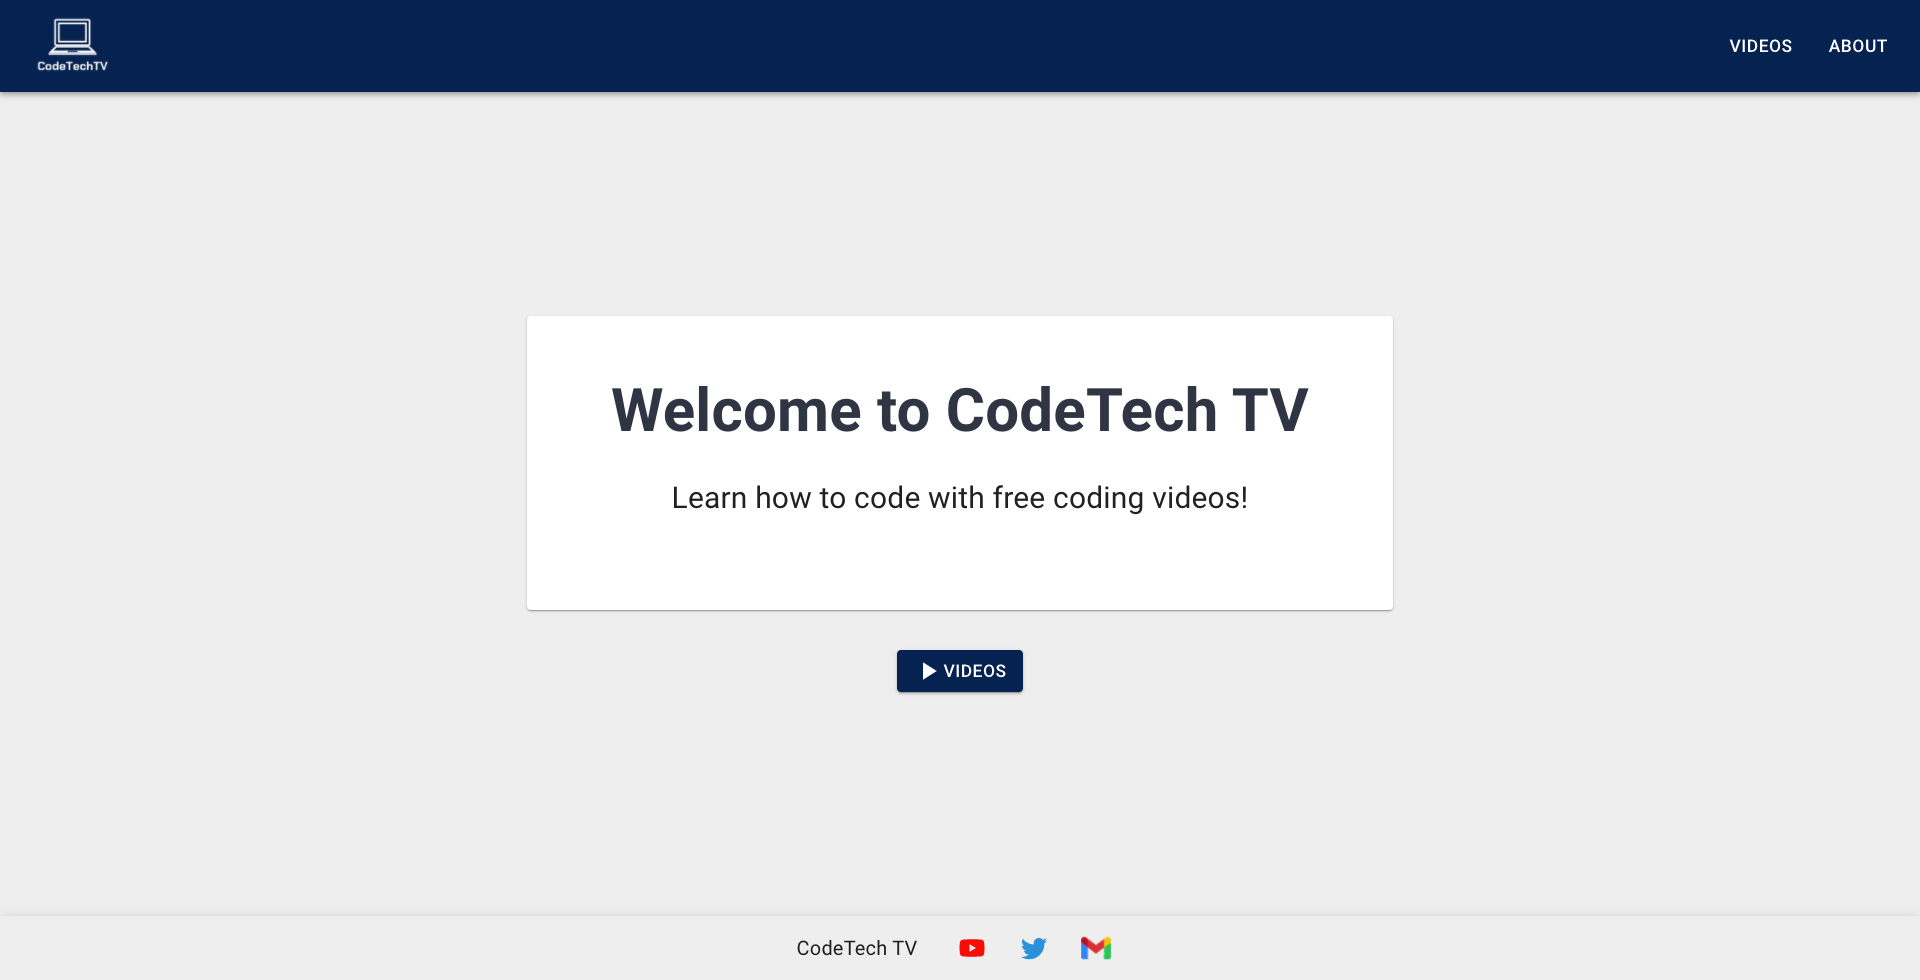 CodeTechTV
VIDEOS
ABOUT
Welcome to CodeTech TV
Learn how to code with free coding videos!
VIDEOS
CodeTech TV